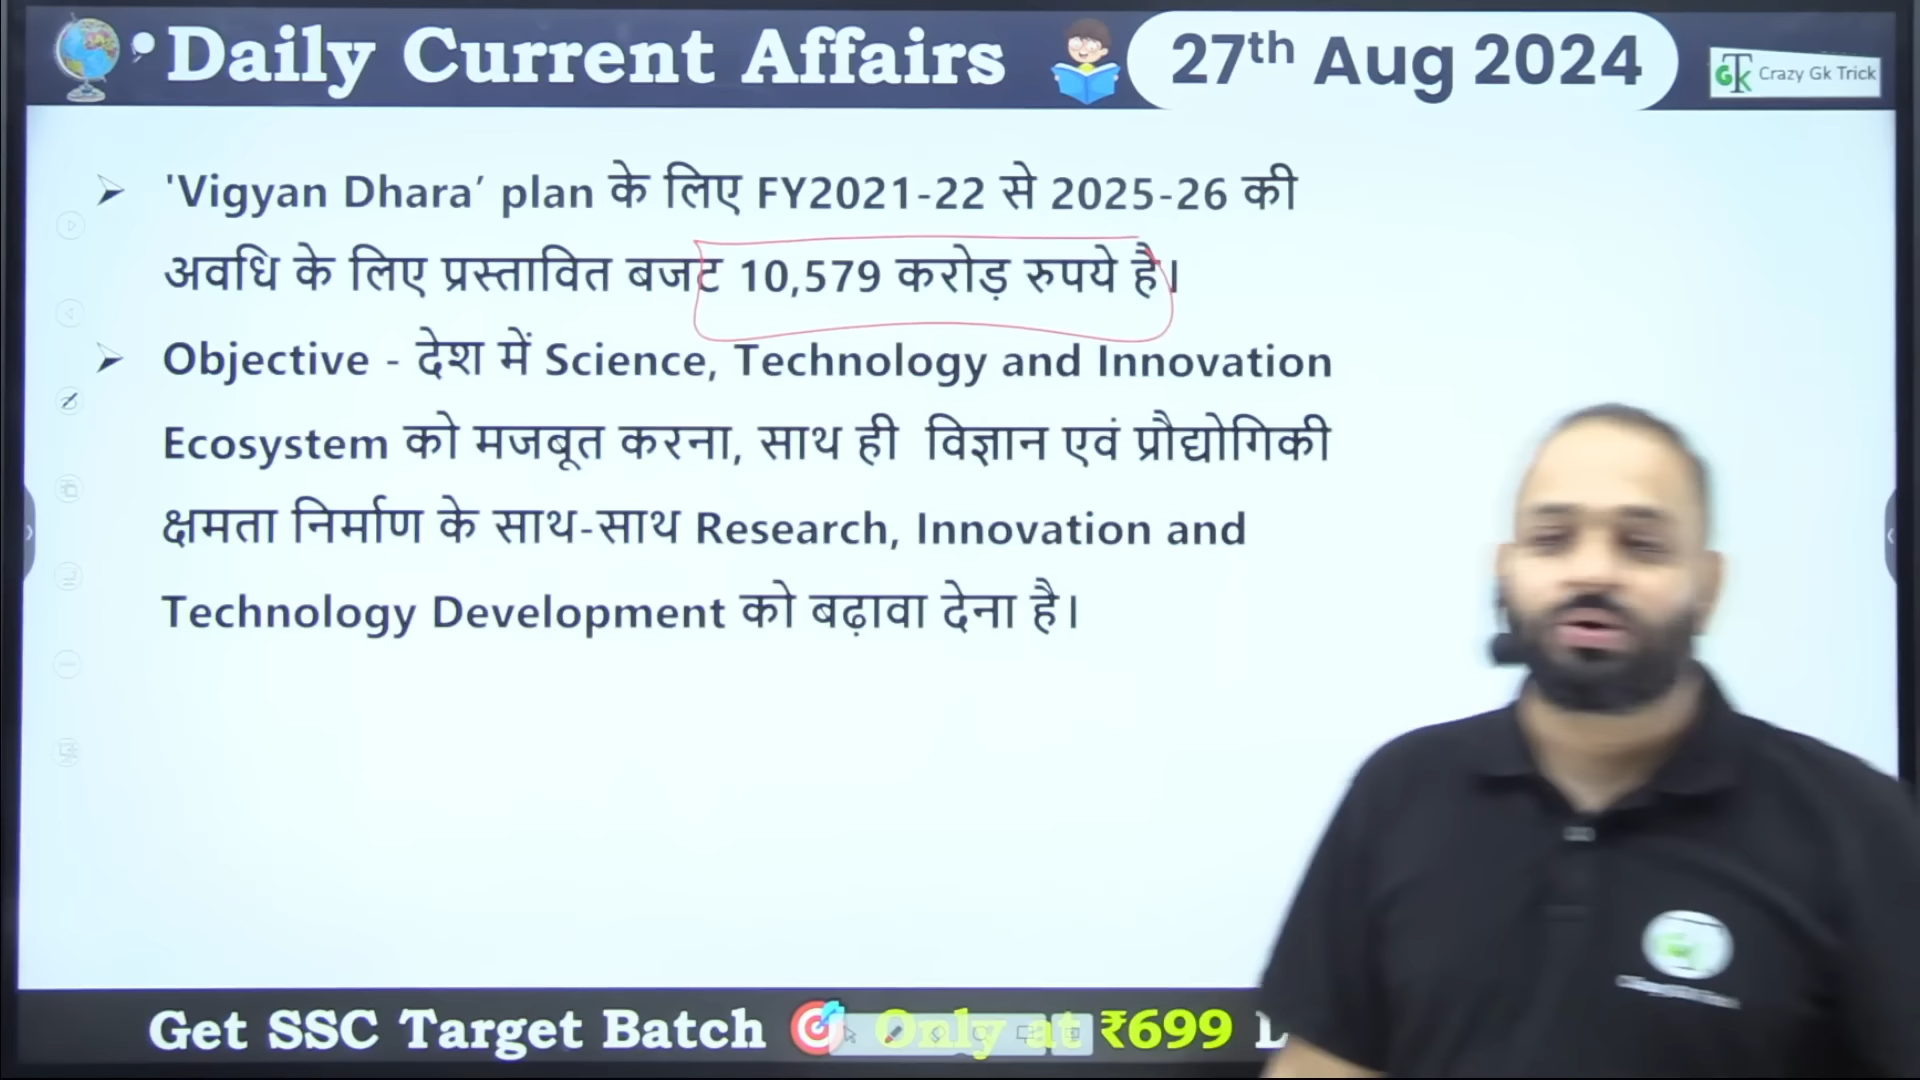 Daily Current Affairs
27th Aug 2024
GTK Crazy Gk Trick
➢ 'Vigyan Dhara’ plan के लिए FY2021-22 से 2025-26 की
अवधि के लिए प्रस्तावित बजट 10,579 करोड़ रुपये है।
➢ Objective - देश में Science, Technology and Innovation
Ecosystem को मजबूत करना, साथ ही विज्ञान एवं प्रौद्योगिकी
क्षमता निर्माण के साथ-साथ Research, Innovation and
Technology Development को बढ़ावा देना है।
Get SSC Target Batch Only at ₹699